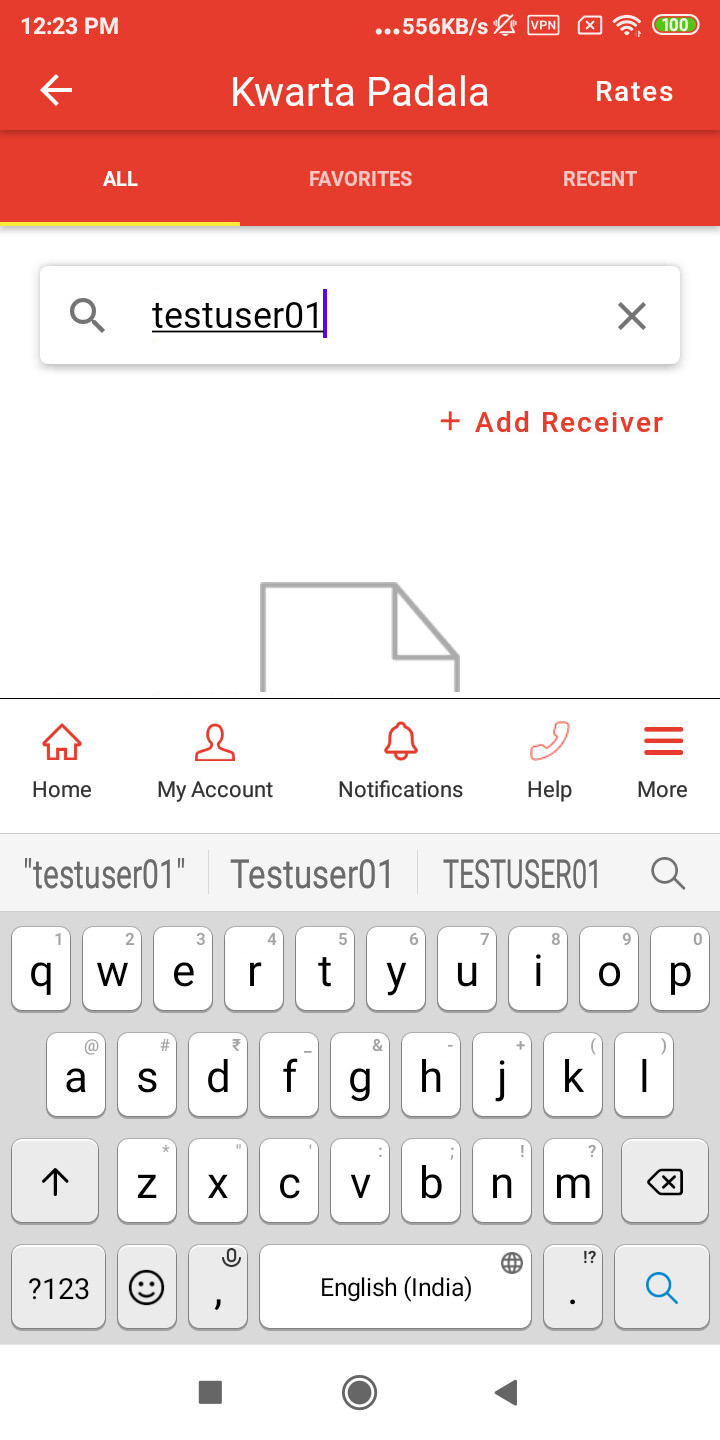 12:23 PM ...556KB/s VPN 100
Kwarta Padala Rates
ALL FAVORITES RECENT
testuser01
+ Add Receiver
Home My Account Notifications Help More
"testuser01" Testuser01 TESTUSER01
1 2 3 4 5 6 7 8 9 0
q w e r t y u i o p
@ # ₹ _ & - + ( )
a s d f g h j k l
* " ' : ; ! ?
z x c v b n m
!?
?123 , English (India) .